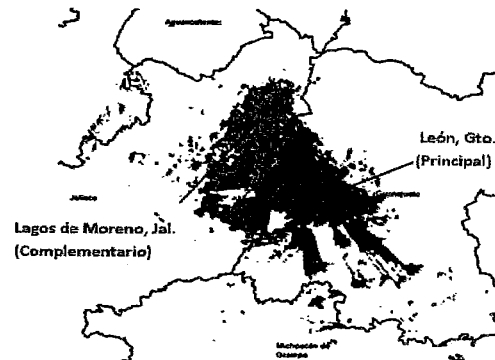 Aguascalientes
León, Gto.
(Principal)
Guanajuato
Jalisco
Lagos de Moreno, Jal.
(Complementario)
Michoacán de
Ocampo